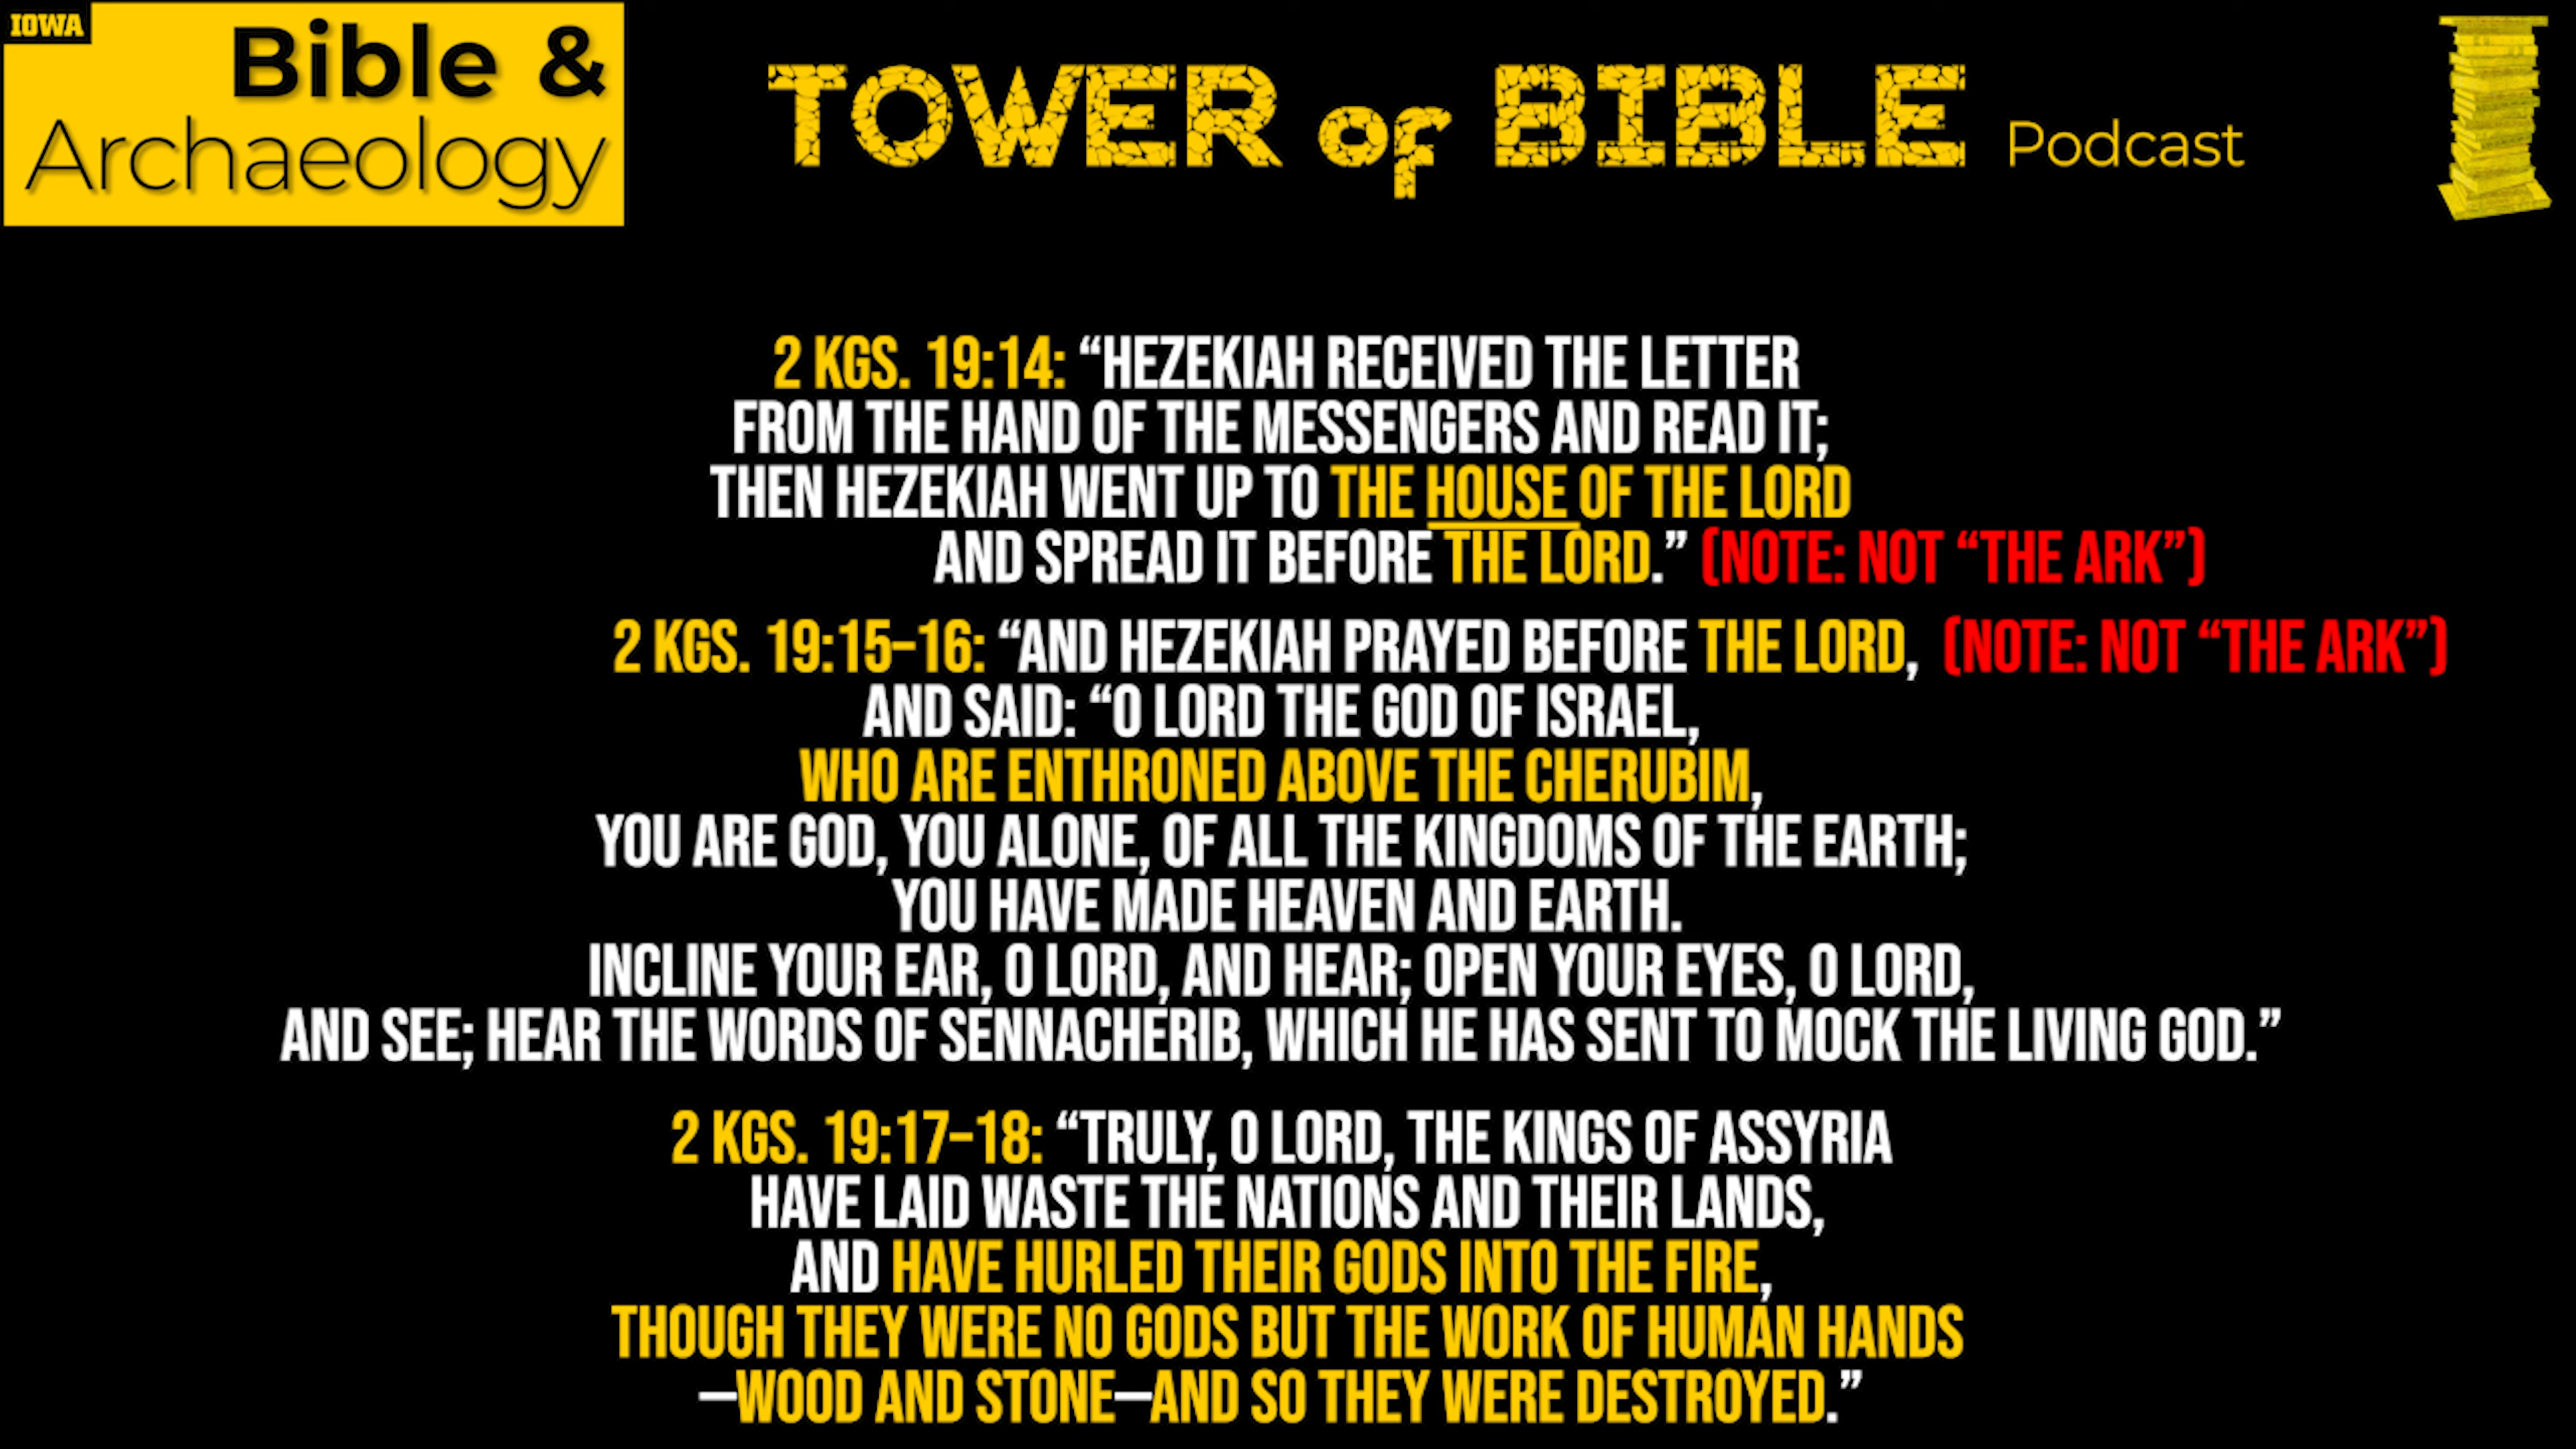 IOWA
Bible &
Archaeology
TOWER of BIBLE Podcast
2 KGS. 19:14: “HEZEKIAH RECEIVED THE LETTER
FROM THE HAND OF THE MESSENGERS AND READ IT;
THEN HEZEKIAH WENT UP TO THE HOUSE OF THE LORD
AND SPREAD IT BEFORE THE LORD.” (NOTE: NOT “THE ARK”)
2 KGS. 19:15–16: “AND HEZEKIAH PRAYED BEFORE THE LORD, (NOTE: NOT “THE ARK”)
AND SAID: “O LORD THE GOD OF ISRAEL,
WHO ARE ENTHRONED ABOVE THE CHERUBIM,
YOU ARE GOD, YOU ALONE, OF ALL THE KINGDOMS OF THE EARTH;
YOU HAVE MADE HEAVEN AND EARTH.
INCLINE YOUR EAR, O LORD, AND HEAR; OPEN YOUR EYES, O LORD,
AND SEE; HEAR THE WORDS OF SENNACHERIB, WHICH HE HAS SENT TO MOCK THE LIVING GOD.”
2 KGS. 19:17–18: “TRULY, O LORD, THE KINGS OF ASSYRIA
HAVE LAID WASTE THE NATIONS AND THEIR LANDS,
AND HAVE HURLED THEIR GODS INTO THE FIRE,
THOUGH THEY WERE NO GODS BUT THE WORK OF HUMAN HANDS
—WOOD AND STONE—AND SO THEY WERE DESTROYED.”